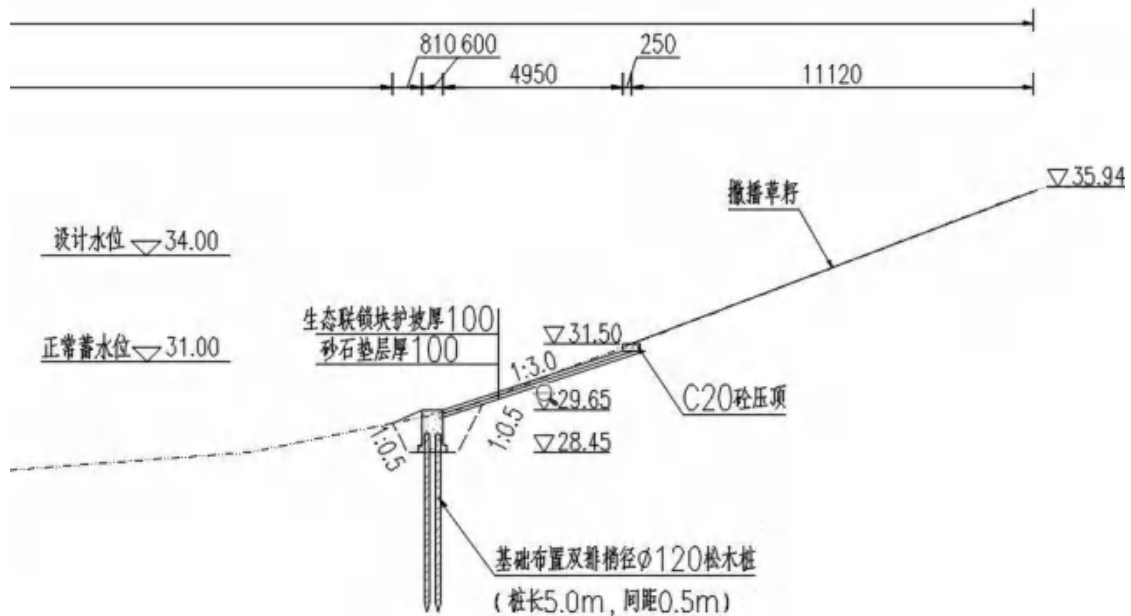 810 600
250
4950
11120
35.94
撒播草籽
设计水位 34.00
生态联锁块护坡厚100
31.50
正常蓄水位 31.00
砂石垫层厚100
1:3.0
C20砼压顶
29.65
1:0.5
1:0.5
28.45
基础布置双排梢径φ120松木桩
(桩长5.0m,间距0.5m)